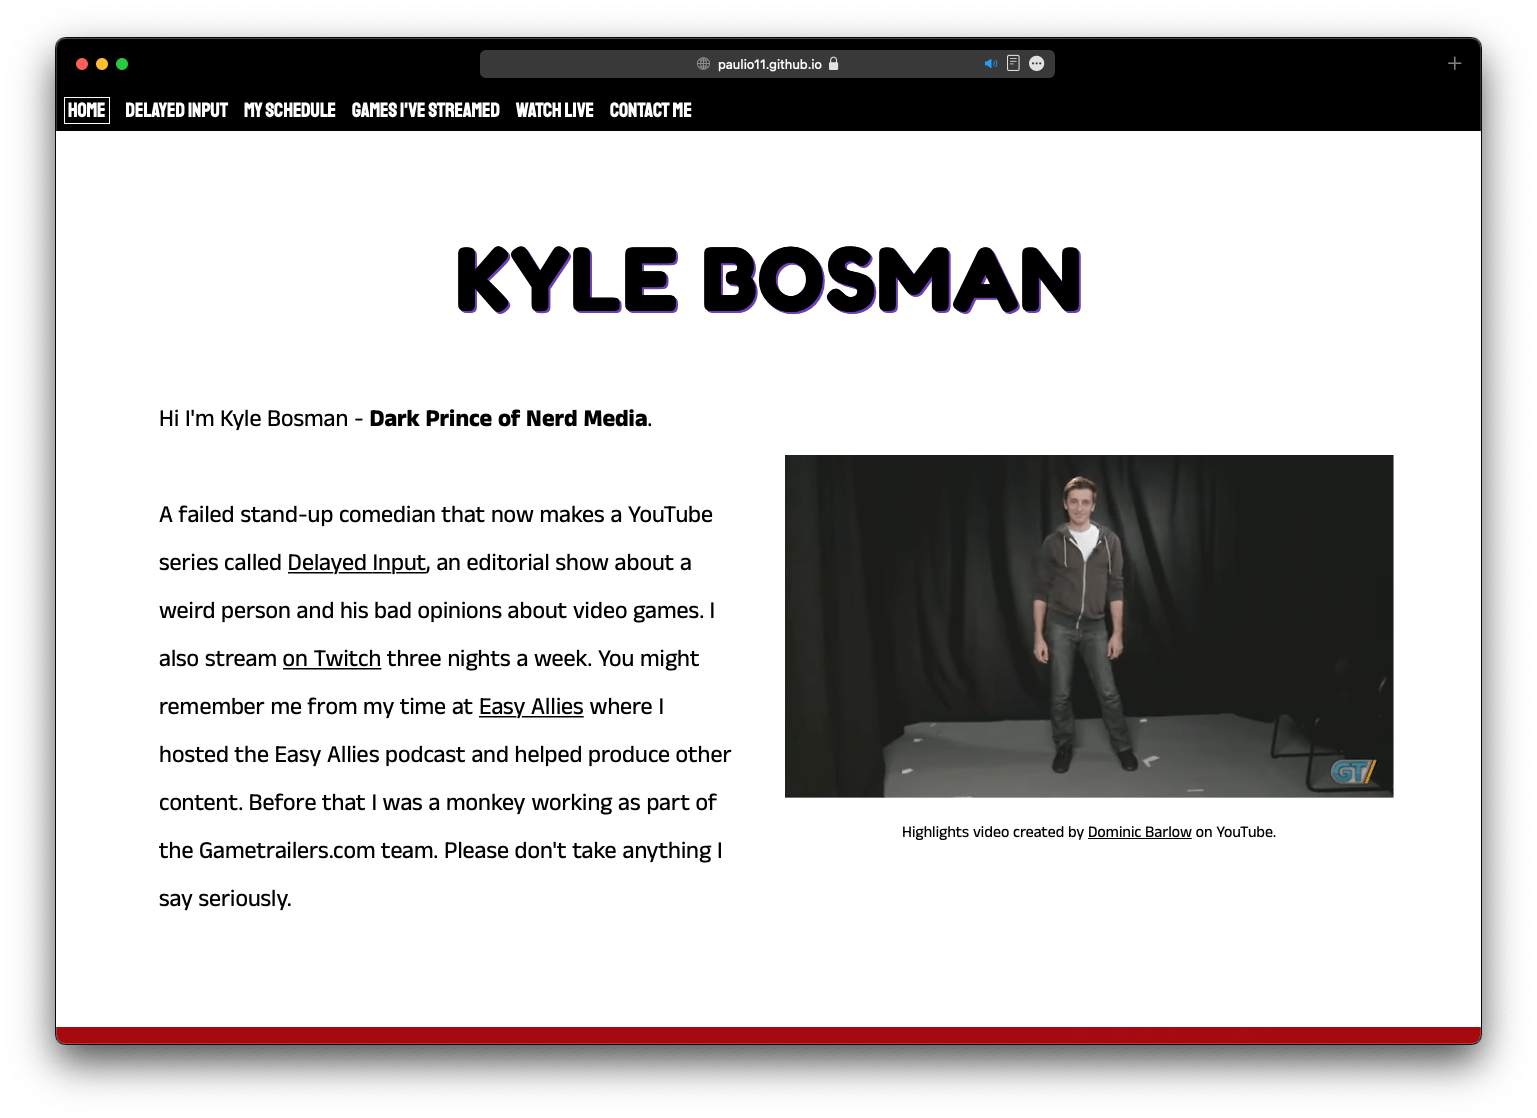 paulio11.github.io
HOME DELAYED INPUT MY SCHEDULE GAMES I'VE STREAMED WATCH LIVE CONTACT ME
KYLE BOSMAN
Hi I'm Kyle Bosman - Dark Prince of Nerd Media.
A failed stand-up comedian that now makes a YouTube
series called Delayed Input, an editorial show about a
weird person and his bad opinions about video games. I
also stream on Twitch three nights a week. You might
remember me from my time at Easy Allies where I
hosted the Easy Allies podcast and helped produce other
content. Before that I was a monkey working as part of
the Gametrailers.com team. Please don't take anything I
say seriously.
GT
Highlights video created by Dominic Barlow on YouTube.